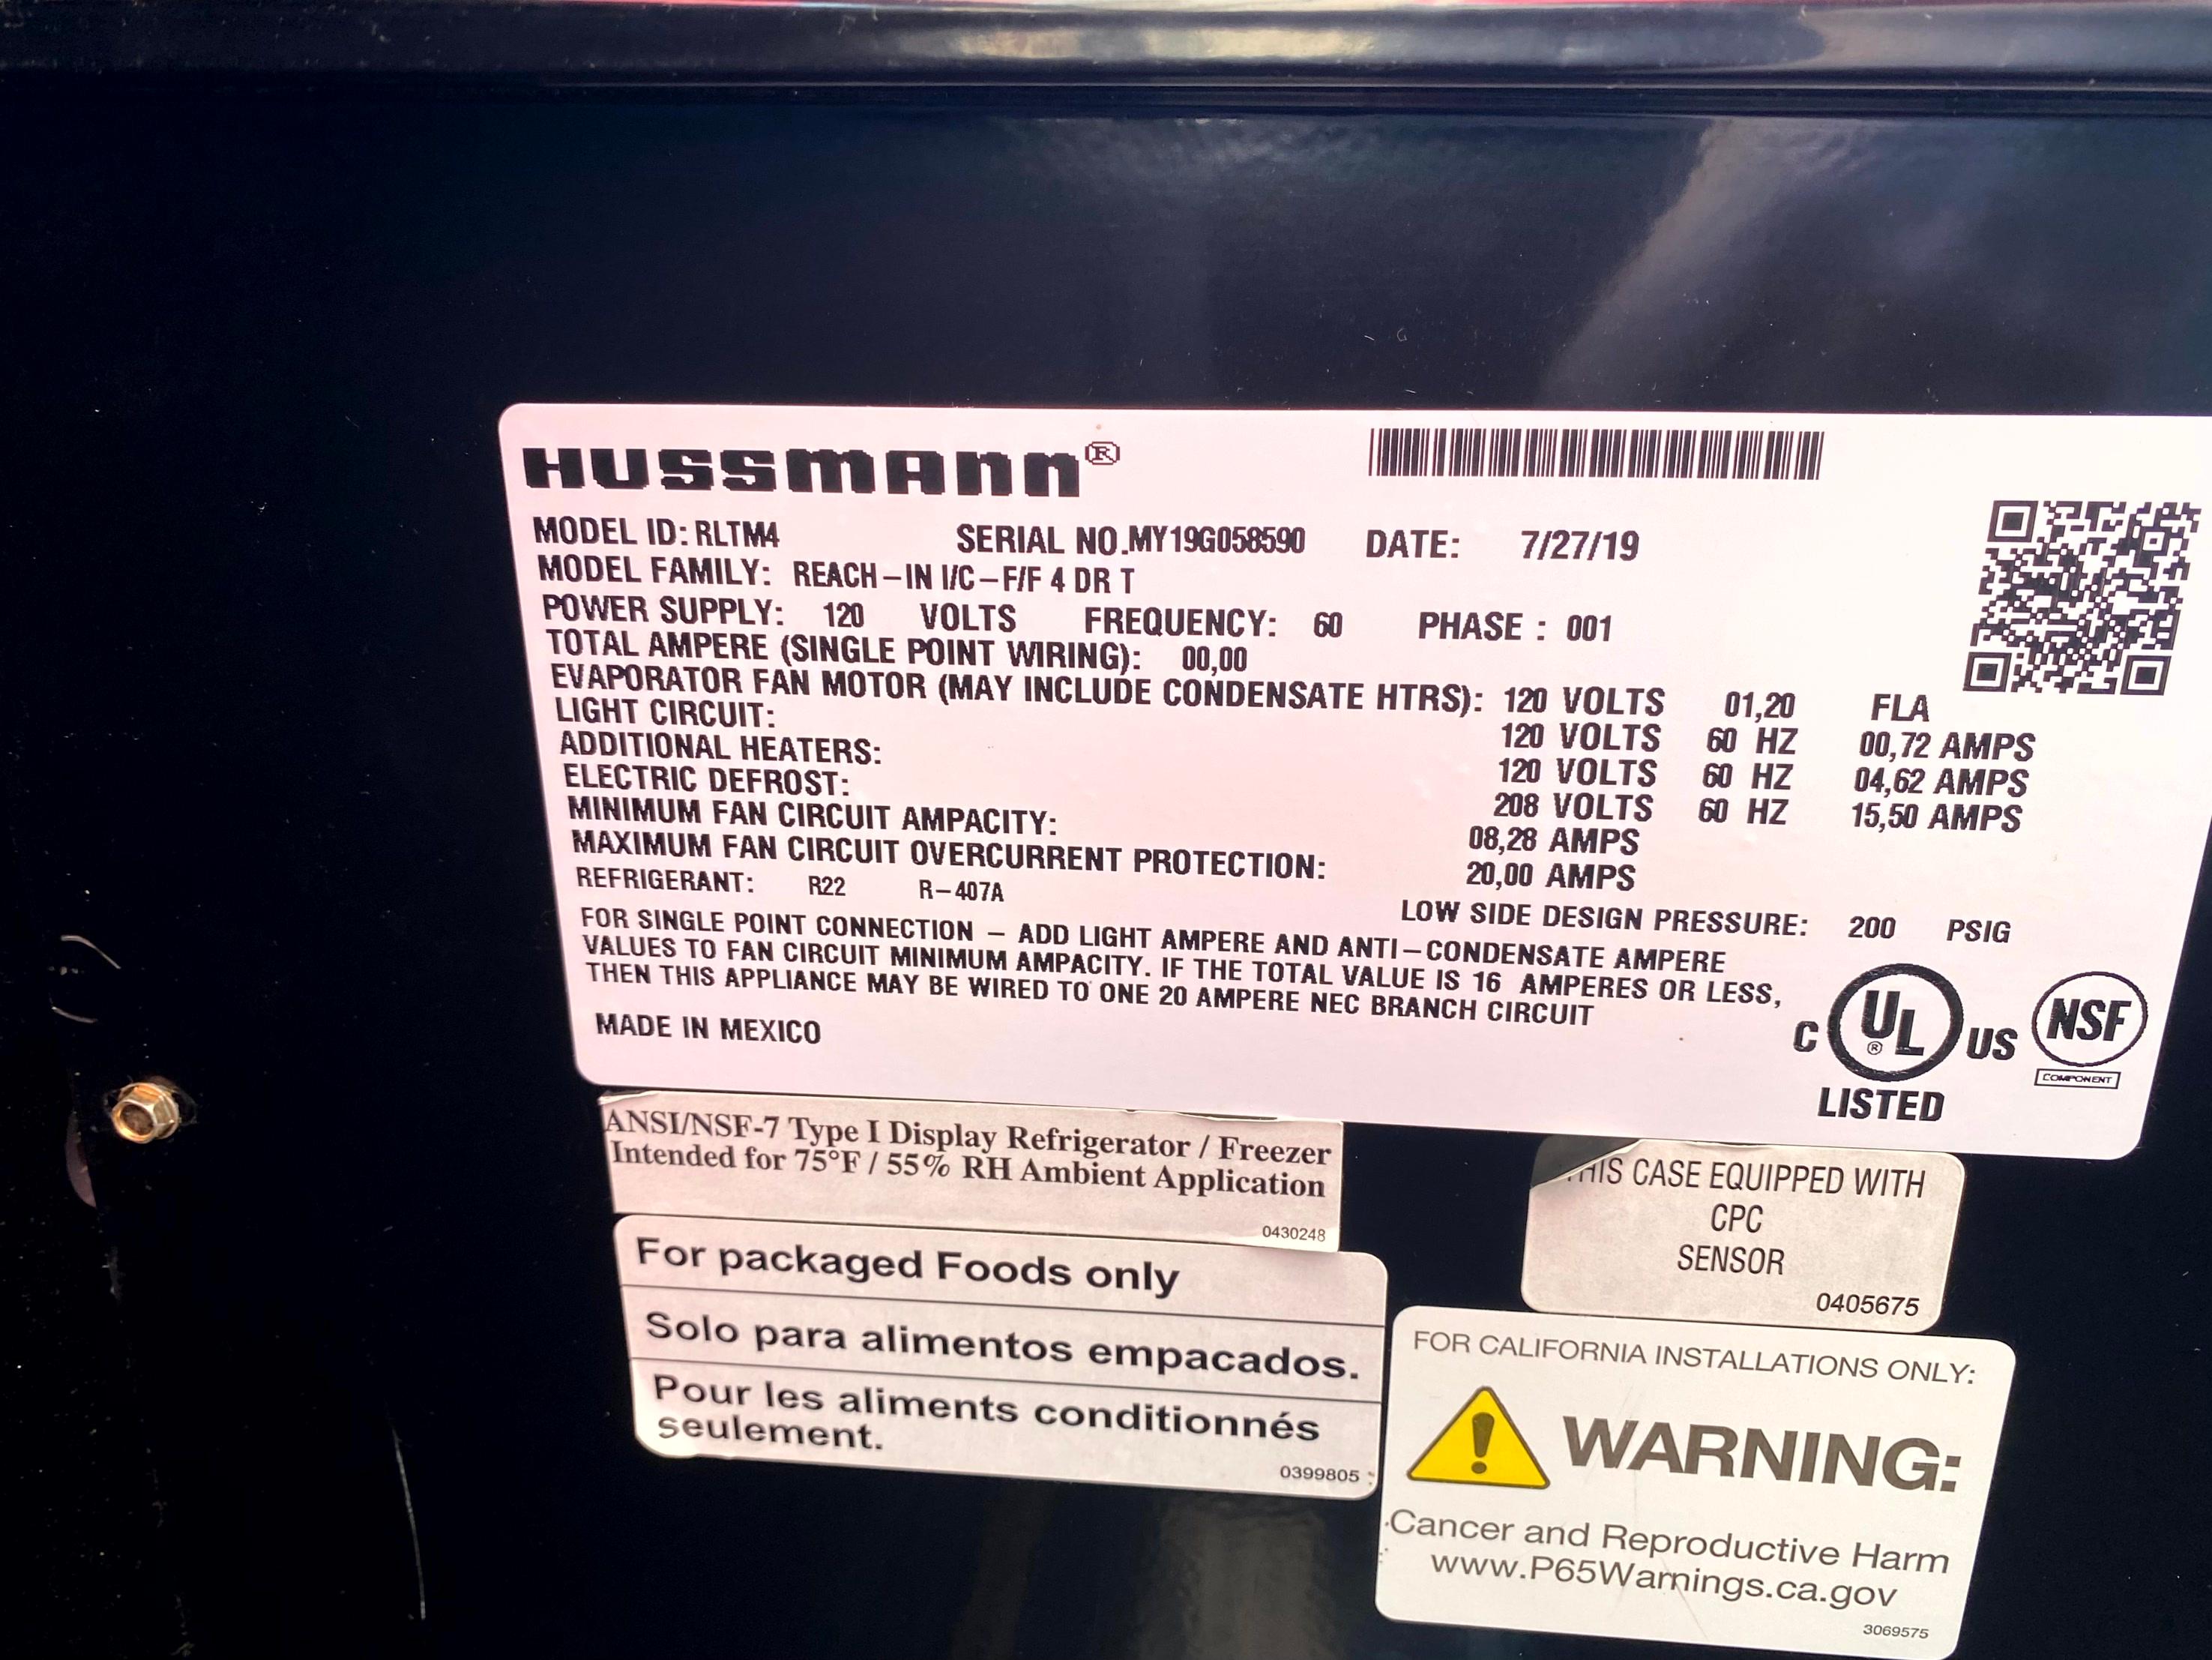 HUSSMANN®
MODEL ID: RLTM4 SERIAL NO.MY19G058590 DATE: 7/27/19
MODEL FAMILY: REACH-IN I/C-F/F 4 DR T
POWER SUPPLY: 120 VOLTS FREQUENCY: 60 PHASE : 001
TOTAL AMPERE (SINGLE POINT WIRING): 00,00
EVAPORATOR FAN MOTOR (MAY INCLUDE CONDENSATE HTRS): 120 VOLTS 01,20 FLA
LIGHT CIRCUIT: 120 VOLTS 60 HZ 00,72 AMPS
ADDITIONAL HEATERS: 120 VOLTS 60 HZ 04,62 AMPS
ELECTRIC DEFROST: 208 VOLTS 60 HZ 15,50 AMPS
MINIMUM FAN CIRCUIT AMPACITY: 08,28 AMPS
MAXIMUM FAN CIRCUIT OVERCURRENT PROTECTION: 20,00 AMPS
REFRIGERANT: R22 R-407A LOW SIDE DESIGN PRESSURE: 200 PSIG
FOR SINGLE POINT CONNECTION - ADD LIGHT AMPERE AND ANTI-CONDENSATE AMPERE
VALUES TO FAN CIRCUIT MINIMUM AMPACITY. IF THE TOTAL VALUE IS 16 AMPERES OR LESS,
THEN THIS APPLIANCE MAY BE WIRED TO ONE 20 AMPERE NEC BRANCH CIRCUIT
MADE IN MEXICO
C UL® US
LISTED
NSF
COMPONENT
ANSI/NSF-7 Type I Display Refrigerator / Freezer
Intended for 75°F / 55% RH Ambient Application
0430248
For packaged Foods only
Solo para alimentos empacados.
Pour les aliments conditionnés
seulement.
0399805
HIS CASE EQUIPPED WITH
CPC
SENSOR
0405675
FOR CALIFORNIA INSTALLATIONS ONLY:
! WARNING:
Cancer and Reproductive Harm
www.P65Warnings.ca.gov
3069575